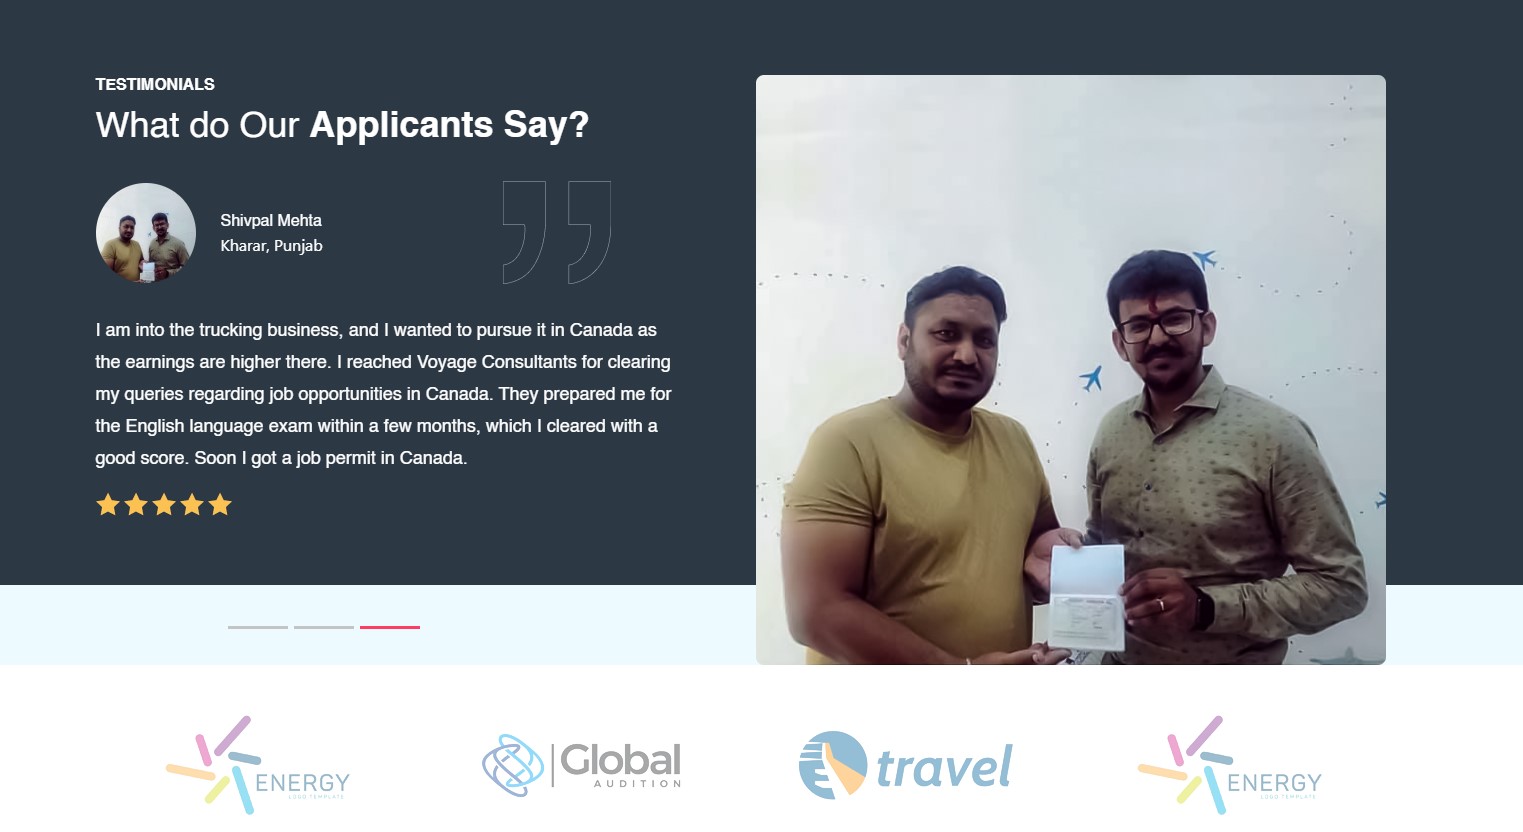 TESTIMONIALS
What do Our Applicants Say?
Shivpal Mehta
Kharar, Punjab
I am into the trucking business, and I wanted to pursue it in Canada as
the earnings are higher there. I reached Voyage Consultants for clearing
my queries regarding job opportunities in Canada. They prepared me for
the English language exam within a few months, which I cleared with a
good score. Soon I got a job permit in Canada.
ENERGY
LOGO TEMPLATE
Global
AUDITION
travel
ENERGY
LOGO TEMPLATE